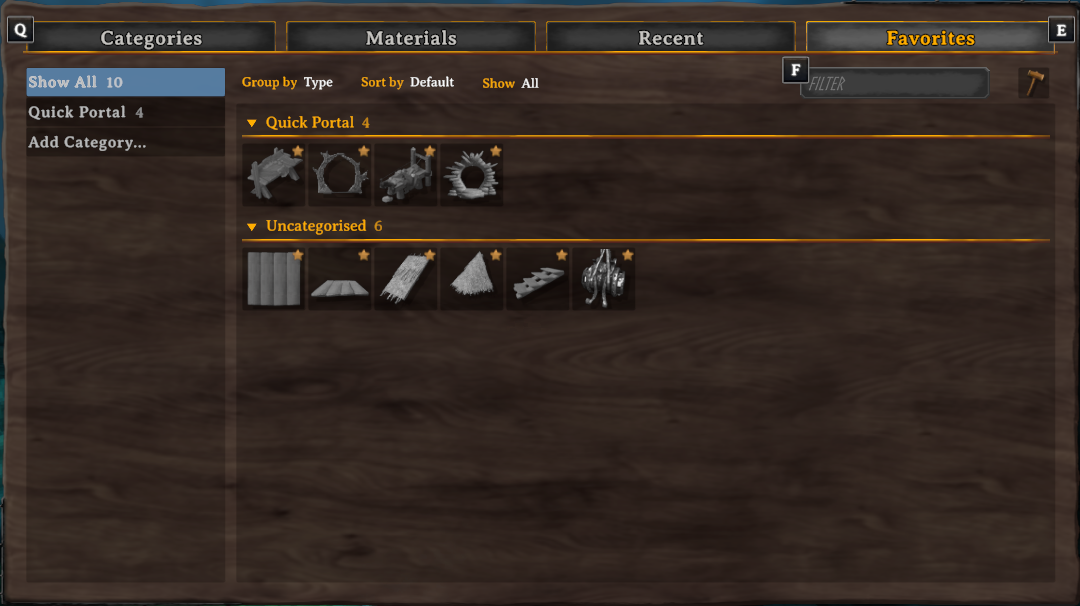 Q
Categories
Materials
Recent
Favorites
E
Show All 10
Quick Portal 4
Add Category...
Group by Type
Sort by Default
Show All
F
FILTER
Quick Portal 4
Uncategorised 6